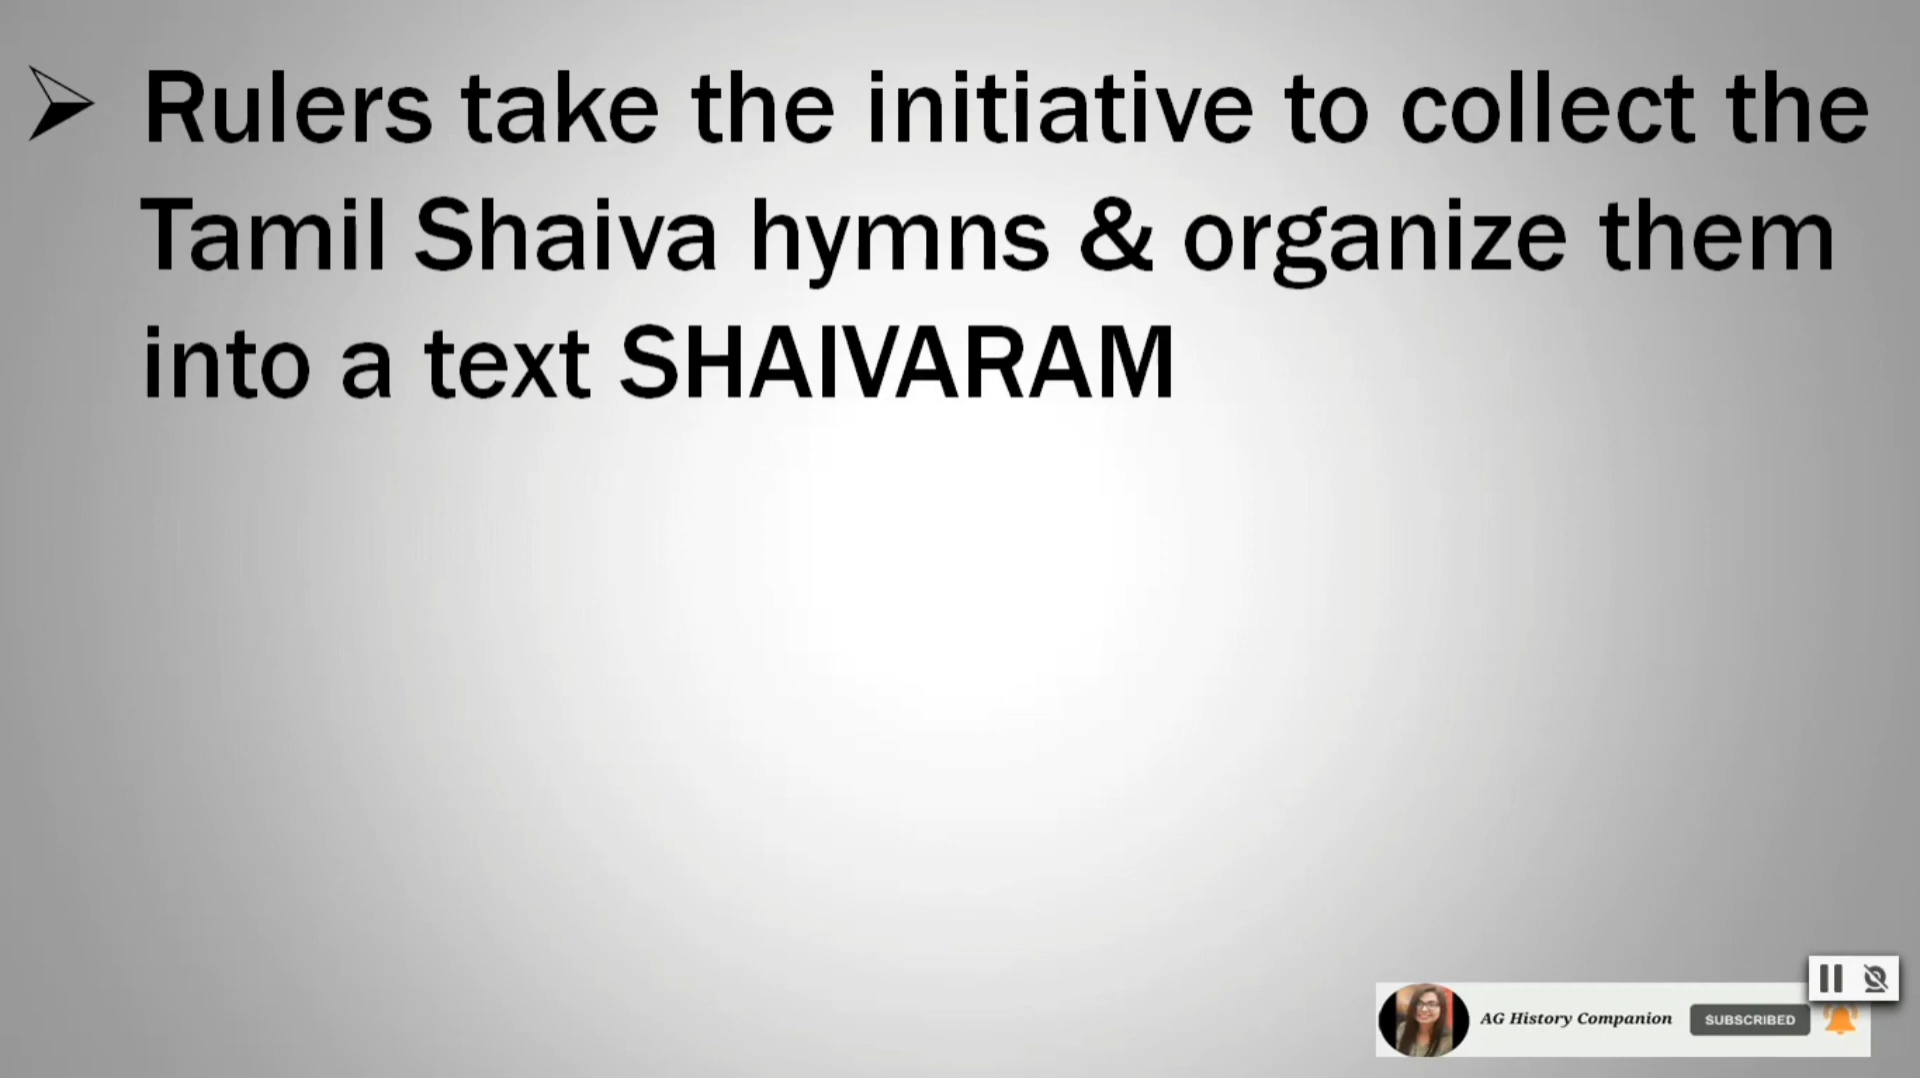 Rulers take the initiative to collect the
Tamil Shaiva hymns & organize them
into a text SHAIVARAM
AG History Companion
SUBSCRIBED